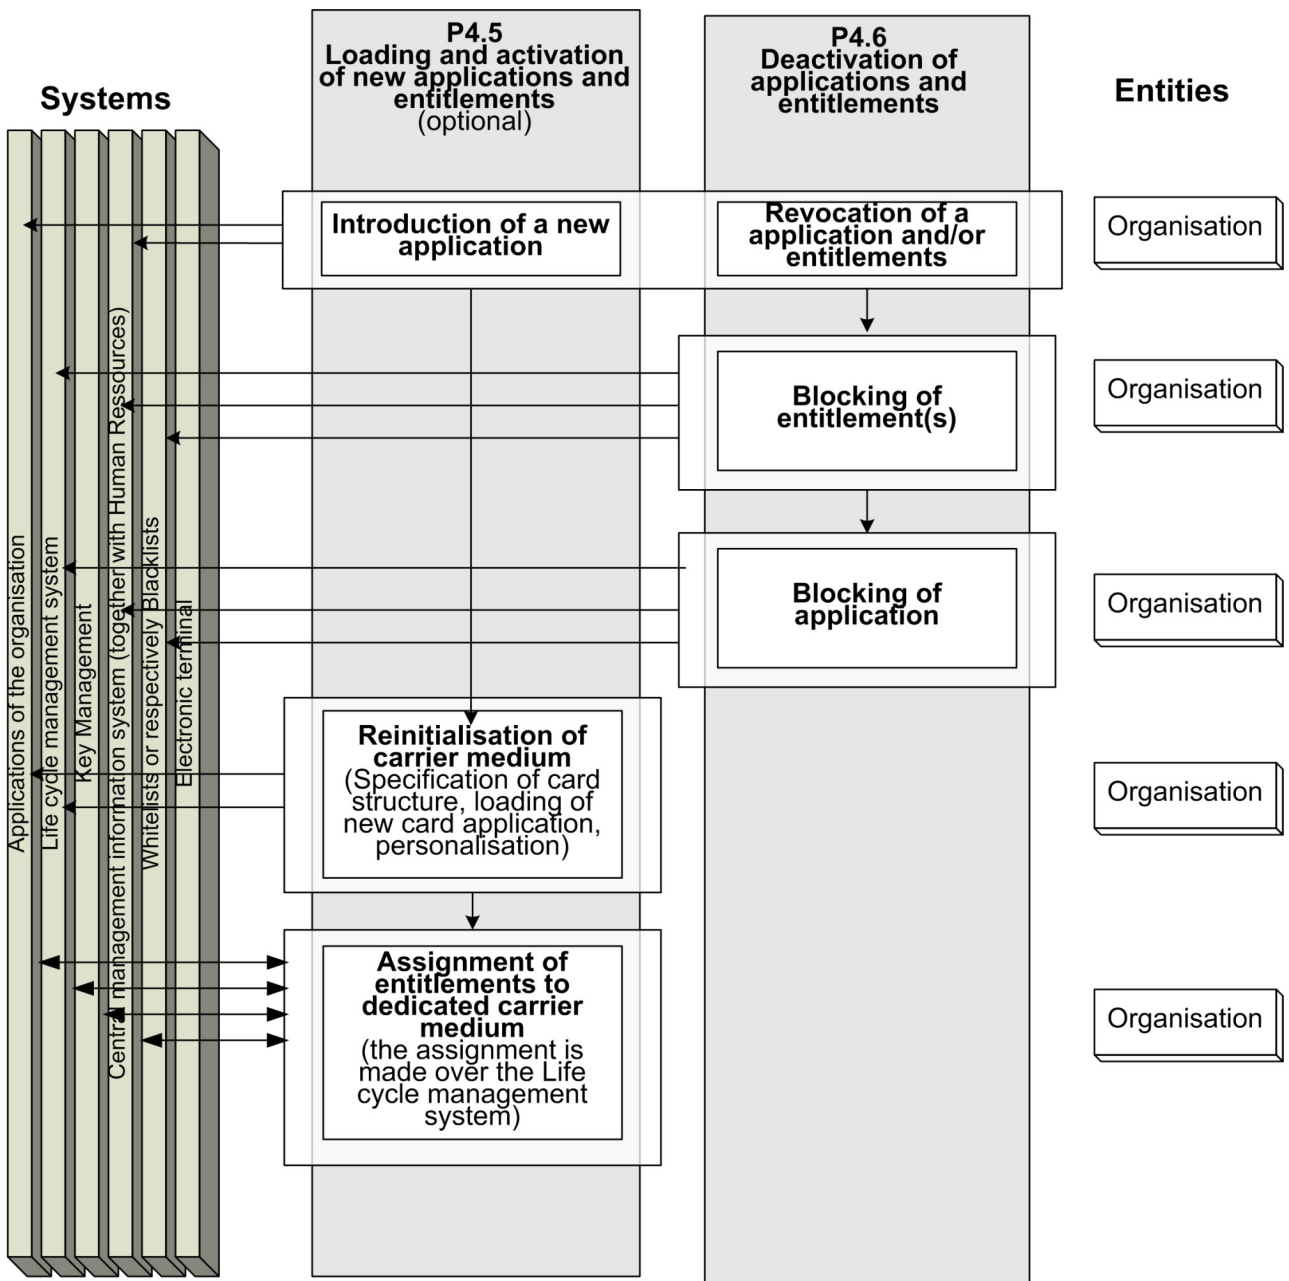 P4.5
Loading and activation
of new applications and
entitlements
(optional)
P4.6
Deactivation of
applications and
entitlements
Systems
Entities
Introduction of a new
application
Revocation of a
application and/or
entitlements
Organisation
Blocking of
entitlement(s)
Organisation
Blocking of
application
Organisation
Applications of the organisation
Life cycle management system
Key Management
Central management information system (together with Human Ressources)
Whitelists or respectively Blacklists
Electronic terminal
Reinitialisation of
carrier medium
(Specification of card
structure, loading of
new card application,
personalisation)
Organisation
Assignment of
entitlements to
dedicated carrier
medium
(the assignment is
made over the Life
cycle management
system)
Organisation